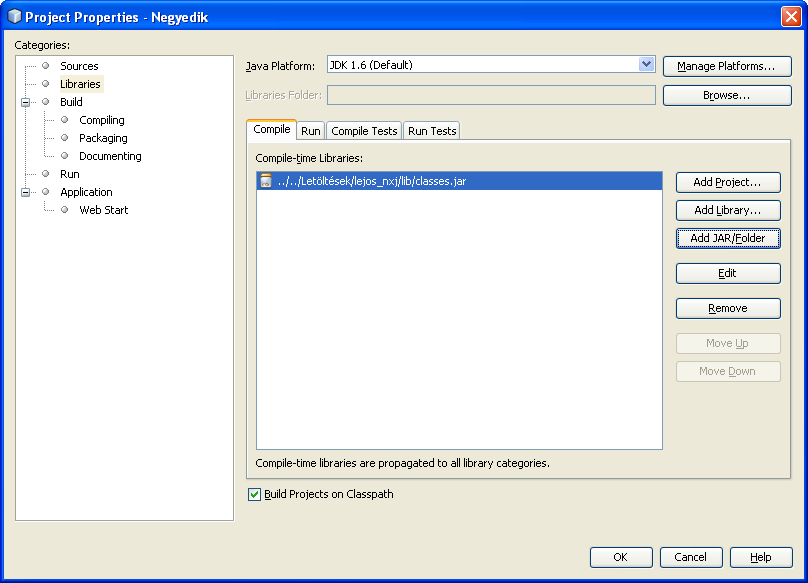 Project Properties - Negyedik
Categories:
Sources
Libraries
Build
Compiling
Packaging
Documenting
Run
Application
Web Start
Java Platform: JDK 1.6 (Default) Manage Platforms...
Libraries Folder: Browse...
Compile Run Compile Tests Run Tests
Compile-time Libraries:
../../Letöltések/lejos_nxj/lib/classes.jar
Add Project...
Add Library...
Add JAR/Folder
Edit
Remove
Move Up
Move Down
Compile-time libraries are propagated to all library categories.
Build Projects on Classpath
OK Cancel Help